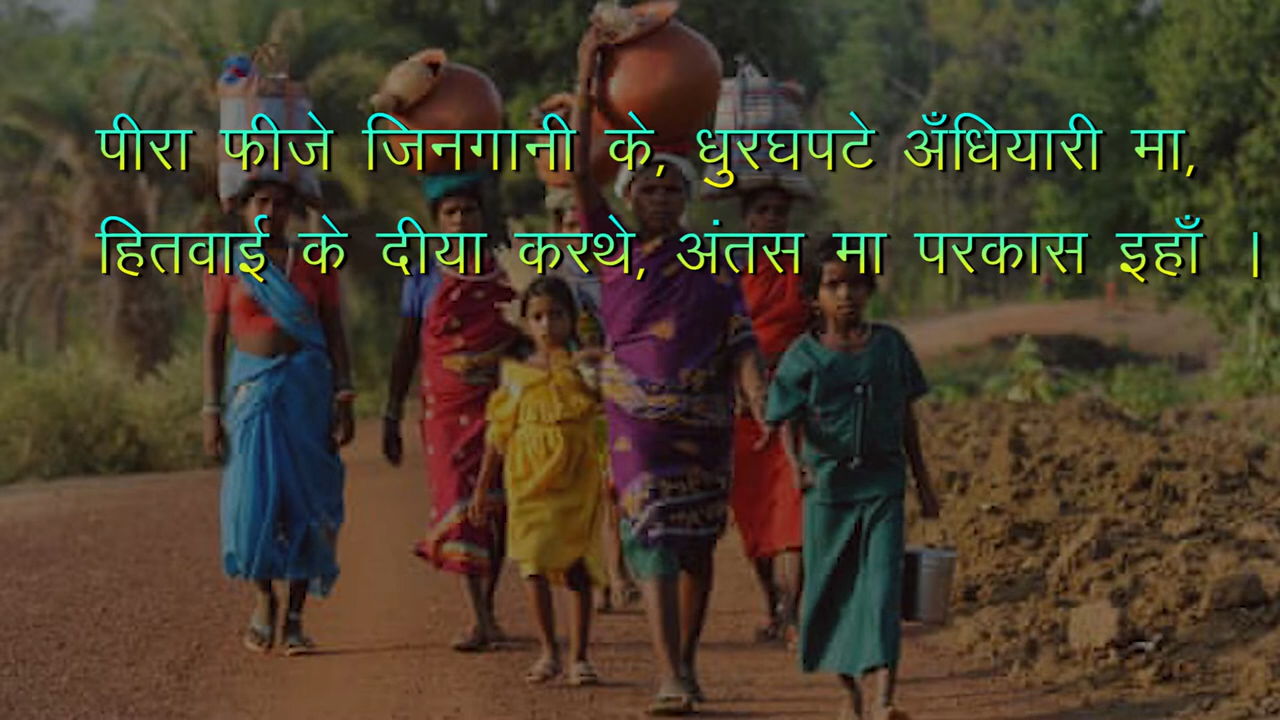 पीरा फीजे जिनगानी के, धुरघपटे अँधियारी मा,
हितवाई के दीया करथे, अंतस मा परकास इहाँ ।